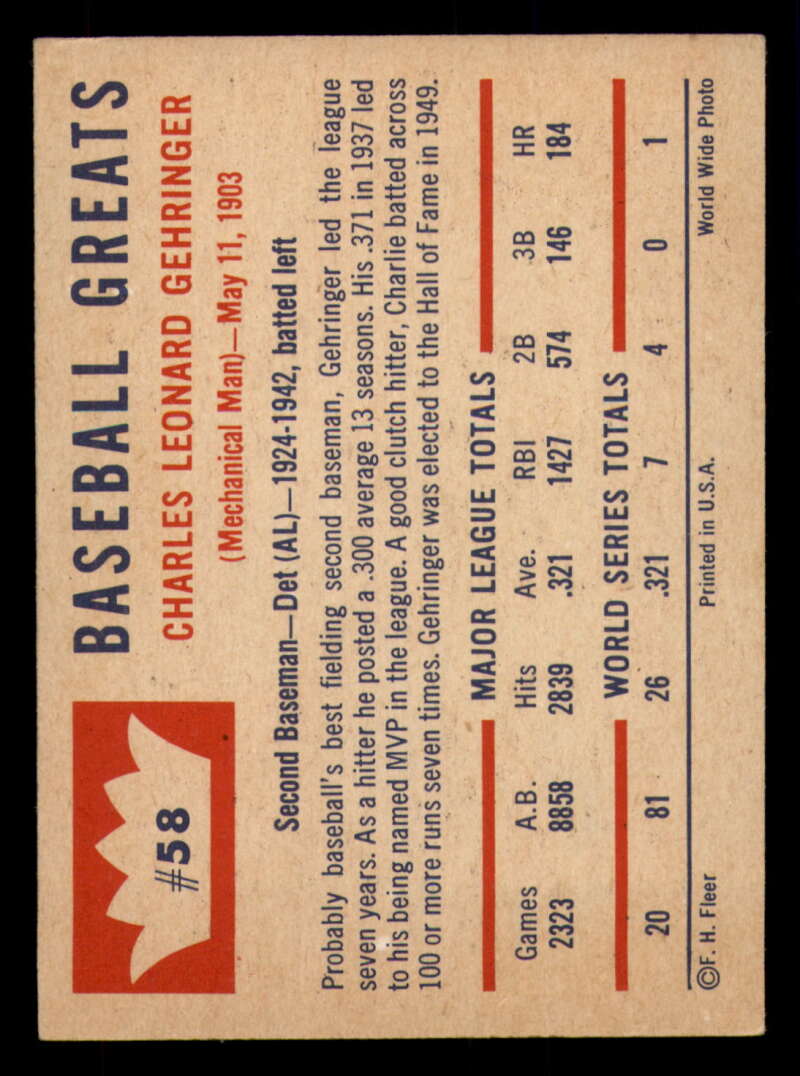 #58
BASEBALL GREATS
CHARLES LEONARD GEHRINGER
(Mechanical Man)—May 11, 1903
Second Baseman—Det (AL)—1924-1942, batted left
Probably baseball's best fielding second baseman, Gehringer led the league
seven years. As a hitter he posted a .300 average 13 seasons. His .371 in 1937 led
to his being named MVP in the league. A good clutch hitter, Charlie batted across
100 or more runs seven times. Gehringer was elected to the Hall of Fame in 1949.
MAJOR LEAGUE TOTALS
Games A.B. Hits Ave. RBI 2B 3B HR
2323 8858 2839 .321 1427 574 146 184
WORLD SERIES TOTALS
20 81 26 .321 7 4 0 1
©F. H. Fleer Printed in U.S.A. World Wide Photo